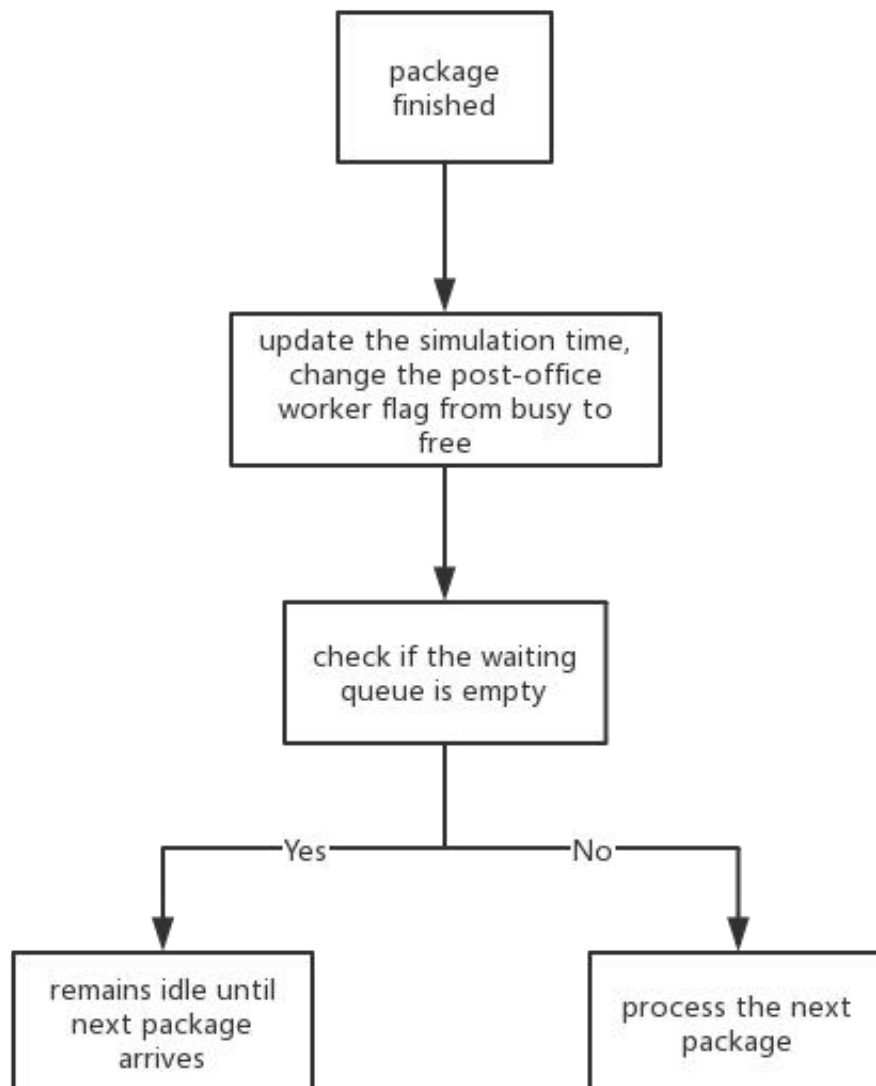 package
finished
update the simulation time,
change the post-office
worker flag from busy to
free
check if the waiting
queue is empty
Yes
No
remains idle until
next package
arrives
process the next
package